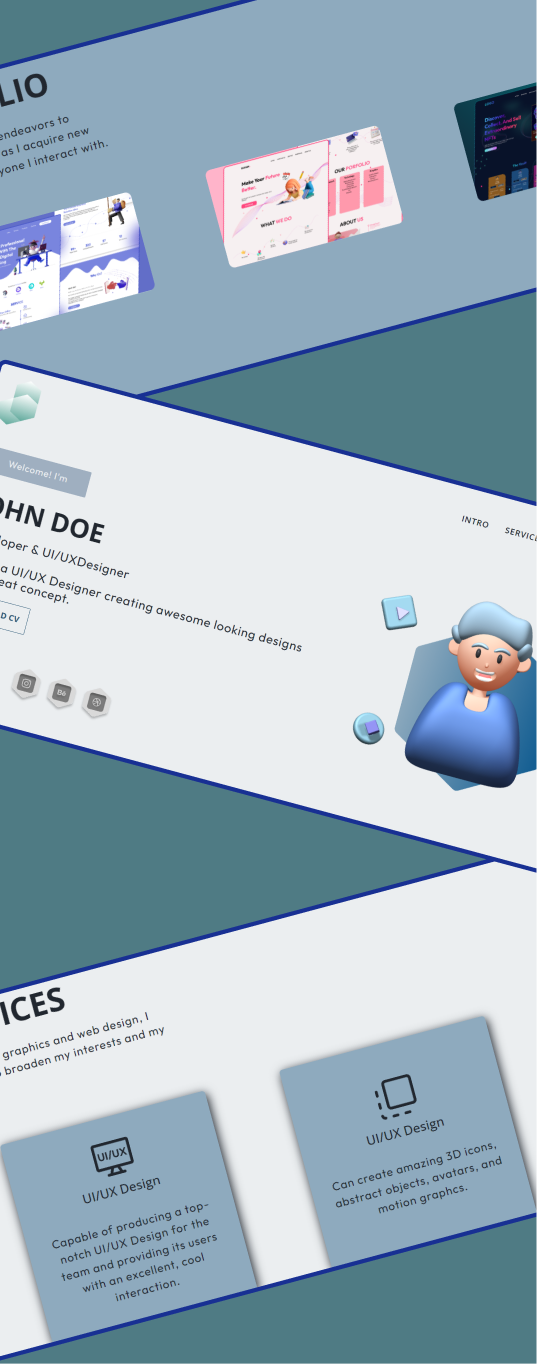 LIO
endeavors to
as I acquire new
yone I interact with.
Make Your Future
Better.
WHAT WE DO
OUR PORTFOLIO
ABOUT US
Welcome! I'm
OHN DOE
INTRO SERVIC
loper & UI/UXDesigner
a UI/UX Designer creating awesome looking designs
eat concept.
D CV
Bē
ICES
graphics and web design, I
broaden my interests and my
UI/UX
UI/UX Design
Capable of producing a top-
notch UI/UX Design for the
team and providing its users
with an excellent, cool
interaction.
UI/UX Design
Can create amazing 3D icons,
abstract objects, avatars, and
motion graphcs.